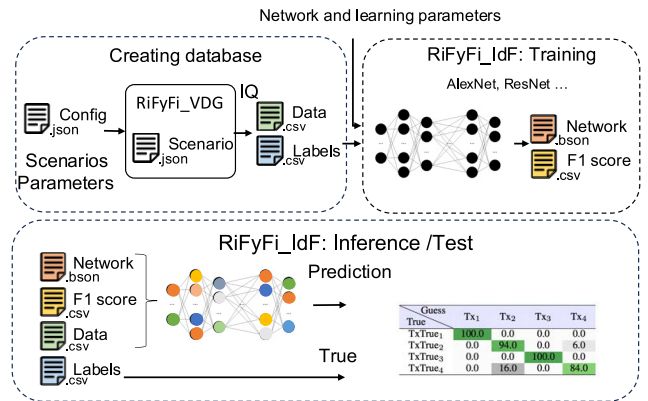 Network and learning parameters
Creating database
RiFyFi_IdF: Training
AlexNet, ResNet ...
Config
.json
Scenarios
Parameters
RiFyFi_VDG
Scenario
.json
IQ
Data
.csv
Labels
.csv
Network
.bson
F1 score
.csv
RiFyFi_IdF: Inference /Test
Network
.bson
F1 score
.csv
Data
.csv
Labels
.csv
Prediction
True
Guess Tx1 Tx2 Tx3 Tx4
True
TxTrue1 100.0 0.0 0.0 0.0
TxTrue2 0.0 94.0 0.0 6.0
TxTrue3 0.0 0.0 100.0 0.0
TxTrue4 0.0 16.0 0.0 84.0